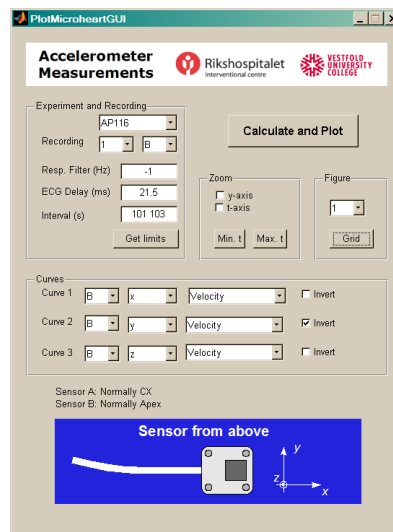 PlotMicroheartGUI
Accelerometer
Measurements
Rikshospitalet
Interventional centre
VESTFOLD
UNIVERSITY
COLLEGE
Experiment and Recording
AP116
Recording 1 B
Resp. Filter (Hz) -1
ECG Delay (ms) 21.5
Interval (s) 101 103
Get limits
Calculate and Plot
Zoom
y-axis
t-axis
Min. t Max. t
Figure
1
Grid
Curves
Curve 1 B x Velocity Invert
Curve 2 B y Velocity Invert
Curve 3 B z Velocity Invert
Sensor A: Normally CX
Sensor B: Normally Apex
Sensor from above
y
z
x